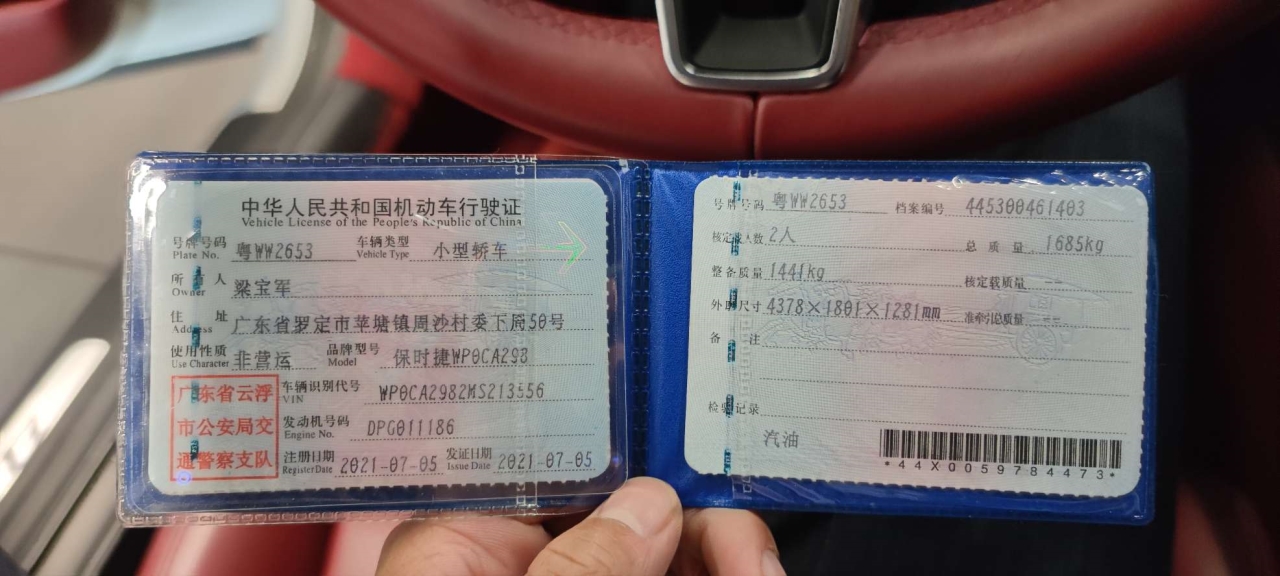 中华人民共和国机动车行驶证
Vehicle License of the People's Republic of China
号牌号码 粤WW2653 车辆类型 小型轿车
Plate No. Vehicle Type
所有人 梁宝军
Owner
住址 广东省罗定市苹塘镇周沙村委下局50号
Address
使用性质 非营运 品牌型号 保时捷WP0CA298
Use Character Model
广东省云浮
市公安局交
通警察支队
车辆识别代号 WP0CA2982MS213556
VIN
发动机号码 DPG011186
Engine No.
注册日期 2021-07-05 发证日期 2021-07-05
Register Date Issue Date
号牌号码 粤WW2653 档案编号 445300461403
核定载人数 2人 总质量 1685kg
整备质量 1441kg 核定载质量 --
外廓尺寸 4378×1801×1281mm 准牵引总质量 --
备注
检验记录
汽油
*44X0059784473*